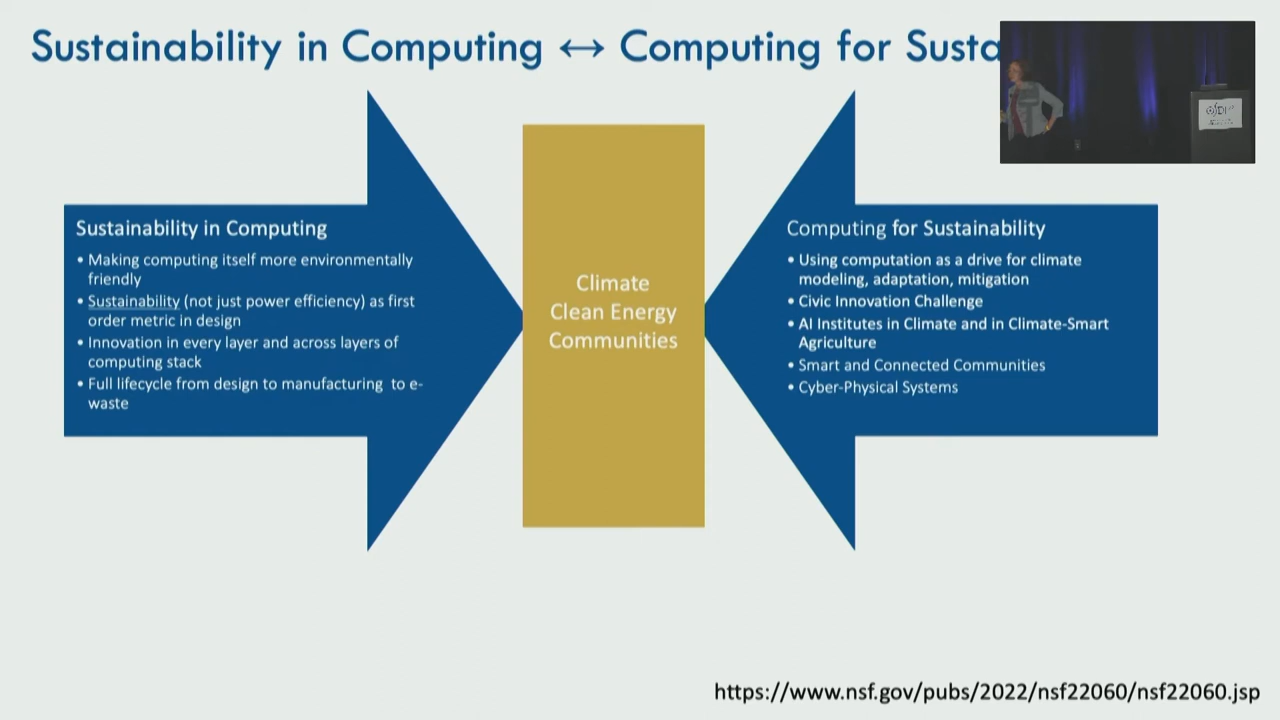 Sustainability in Computing ↔ Computing for Susta
Sustainability in Computing
• Making computing itself more environmentally
friendly
• Sustainability (not just power efficiency) as first
order metric in design
• Innovation in every layer and across layers of
computing stack
• Full lifecycle from design to manufacturing to e-
waste
Climate
Clean Energy
Communities
Computing for Sustainability
• Using computation as a drive for climate
modeling, adaptation, mitigation
• Civic Innovation Challenge
• AI Institutes in Climate and in Climate-Smart
Agriculture
• Smart and Connected Communities
• Cyber-Physical Systems
https://www.nsf.gov/pubs/2022/nsf22060/nsf22060.jsp